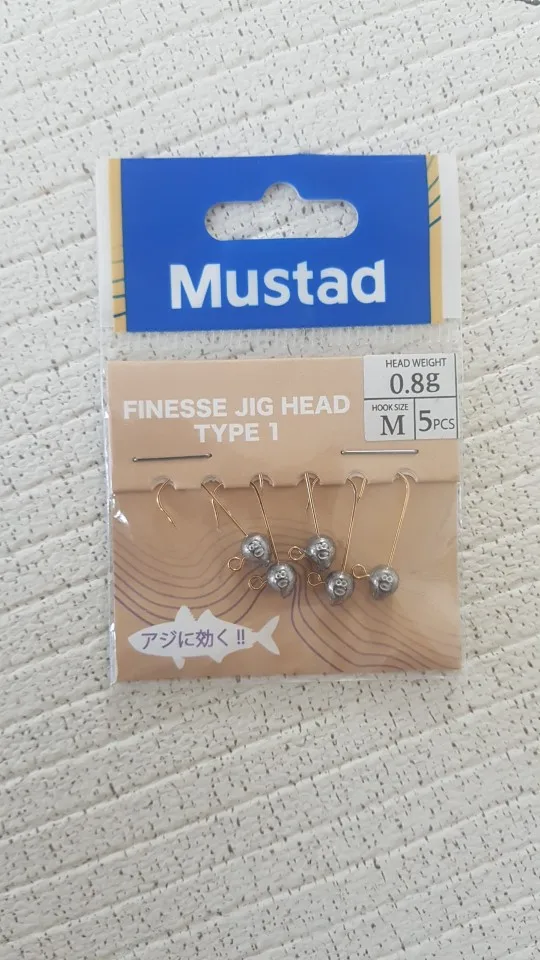 Mustad
FINESSE JIG HEAD
TYPE 1
HEAD WEIGHT
0.8g
HOOK SIZE
M
5PCS
アジに効く!!